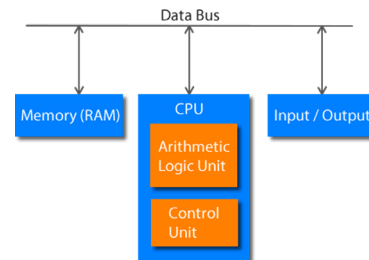 Data Bus
Memory (RAM)
CPU
Input / Output
Arithmetic
Logic Unit
Control
Unit